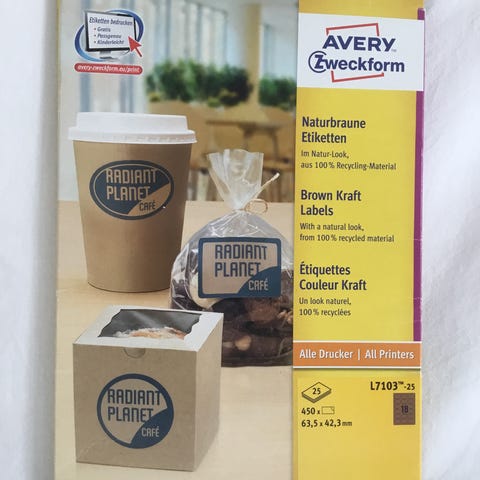 Etiketten bedrucken
• Gratis
• Passgenau
• Kinderleicht
avery-zweckform.eu/print
AVERY™
Zweckform
Naturbraune
Etiketten
Im Natur-Look,
aus 100 % Recycling-Material
Brown Kraft
Labels
With a natural look,
from 100% recycled material
Étiquettes
Couleur Kraft
Un look naturel,
100 % recyclées
Alle Drucker | All Printers
25
450 x
63,5 x 42,3 mm
L7103™-25
18
RADIANT
PLANET
CAFÉ
RADIANT
PLANET
CAFÉ
RADIANT
PLANET
CAFÉ